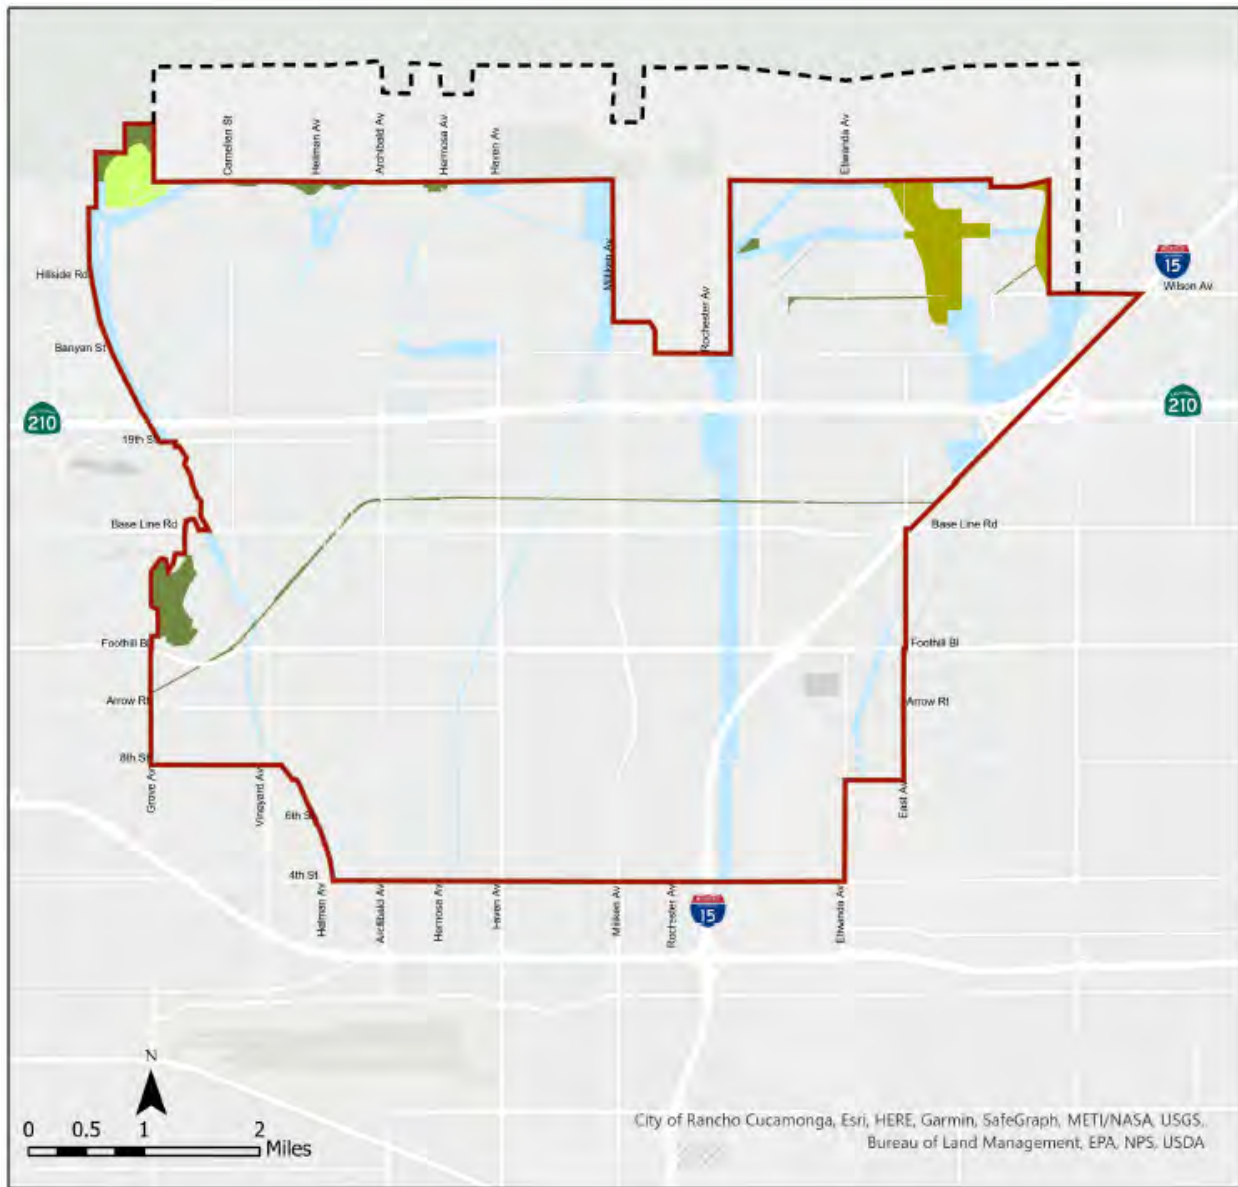 Carnelian St
Hellman Av
Archibald Av
Hermosa Av
Haven Av
Etiwanda Av
Milliken Av
Rochester Av
Hillside Rd
Banyan St
15
Wilson Av
210
210
19th St
Base Line Rd
Base Line Rd
Foothill Bl
Foothill Bl
Arrow Rt
Arrow Rt
8th St
Grove Av
Vineyard Av
6th St
East Av
4th St
Helman Av
Archibald Av
Hermosa Av
Haven Av
Milliken Av
Rochester Av
15
Etiwanda Av
N
0 0.5 1 2
Miles
City of Rancho Cucamonga, Esri, HERE, Garmin, SafeGraph, METI/NASA, USGS,
Bureau of Land Management, EPA, NPS, USDA